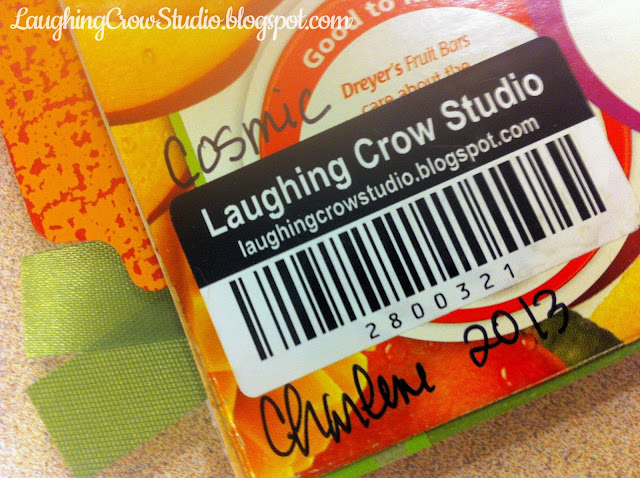 LaughingCrowStudio.blogspot.com
Good to
Dreyer's Fruit Bars
care about the
cosmic
Laughing Crow Studio
laughingcrowstudio.blogspot.com
2800321
Charlene 2013